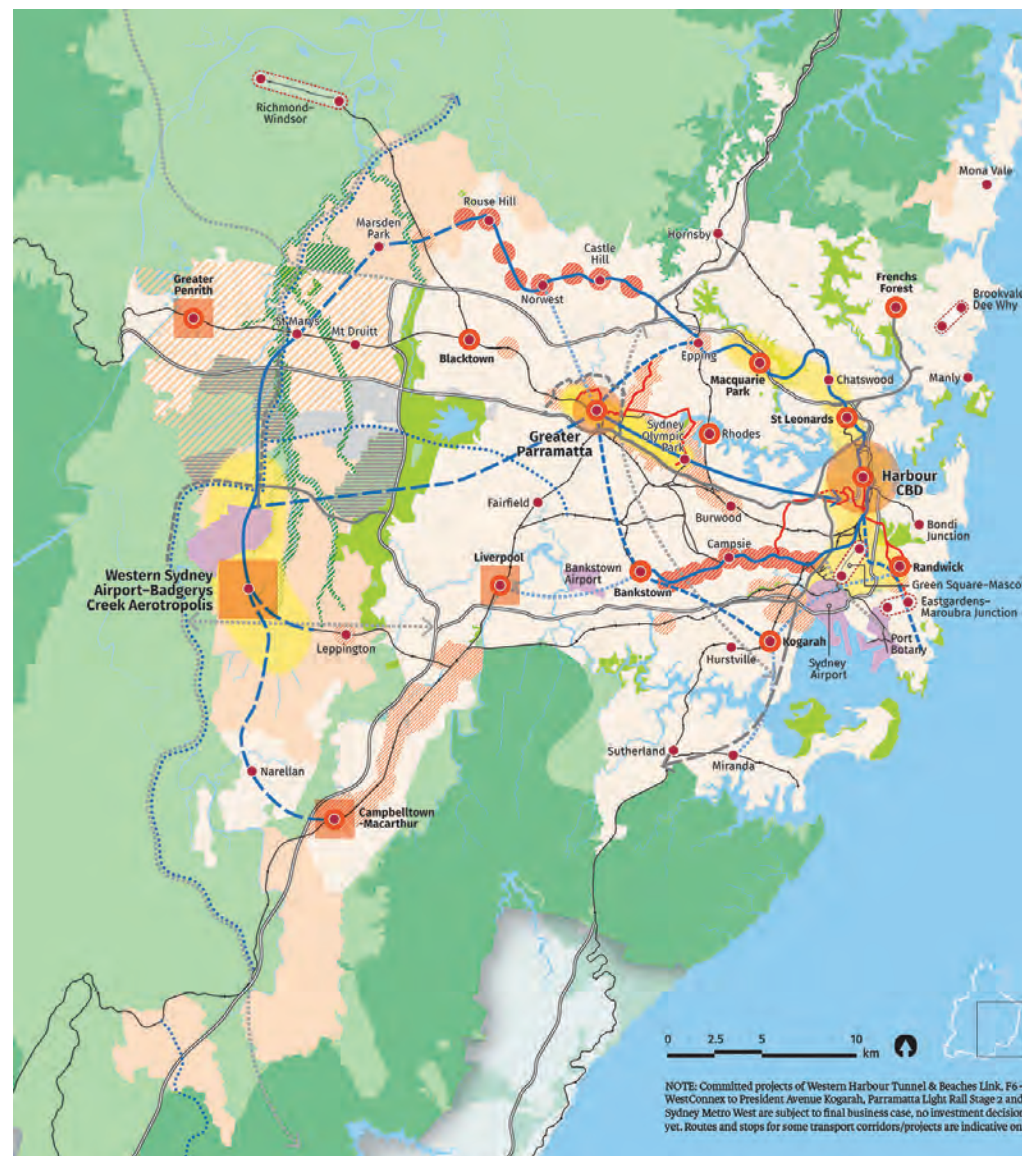 Richmond–
Windsor
Mona Vale
Rouse Hill
Marsden
Park
Hornsby
Castle
Hill
Greater
Penrith
Frenchs
Forest
Norwest
Brookvale
Dee Why
St Marys
Mt Druitt
Blacktown
Epping
Macquarie
Park
Chatswood
Manly
St Leonards
Greater
Parramatta
Sydney
Olympic
Park
Rhodes
Harbour
CBD
Fairfield
Burwood
Bondi
Junction
Liverpool
Campsie
Bankstown
Airport
Western Sydney
Airport–Badgerys
Creek Aerotropolis
Bankstown
Randwick
Green Square–Masco
Eastgardens–
Maroubra Junction
Leppington
Kogarah
Hurstville
Port
Botany
Sydney
Airport
Sutherland
Miranda
Narellan
Campbelltown
-Macarthur
0 2.5 5 10
km
NOTE: Committed projects of Western Harbour Tunnel & Beaches Link, F6 –
WestConnex to President Avenue Kogarah, Parramatta Light Rail Stage 2 and
Sydney Metro West are subject to final business case, no investment decision
yet. Routes and stops for some transport corridors/projects are indicative on